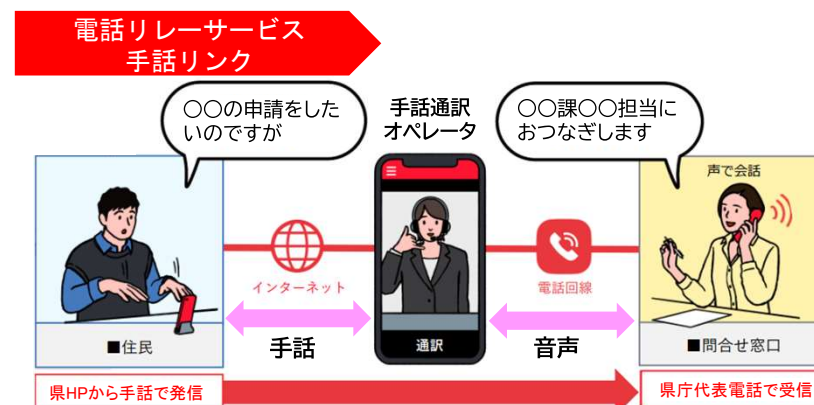 電話リレーサービス
手話リンク
〇〇の申請をした
いのですが
手話通訳
オペレータ
〇〇課〇〇担当に
おつなぎします
声で会話
インターネット
電話回線
手話
音声
■住民
通訳
■問合せ窓口
県HPから手話で発信
県庁代表電話で受信